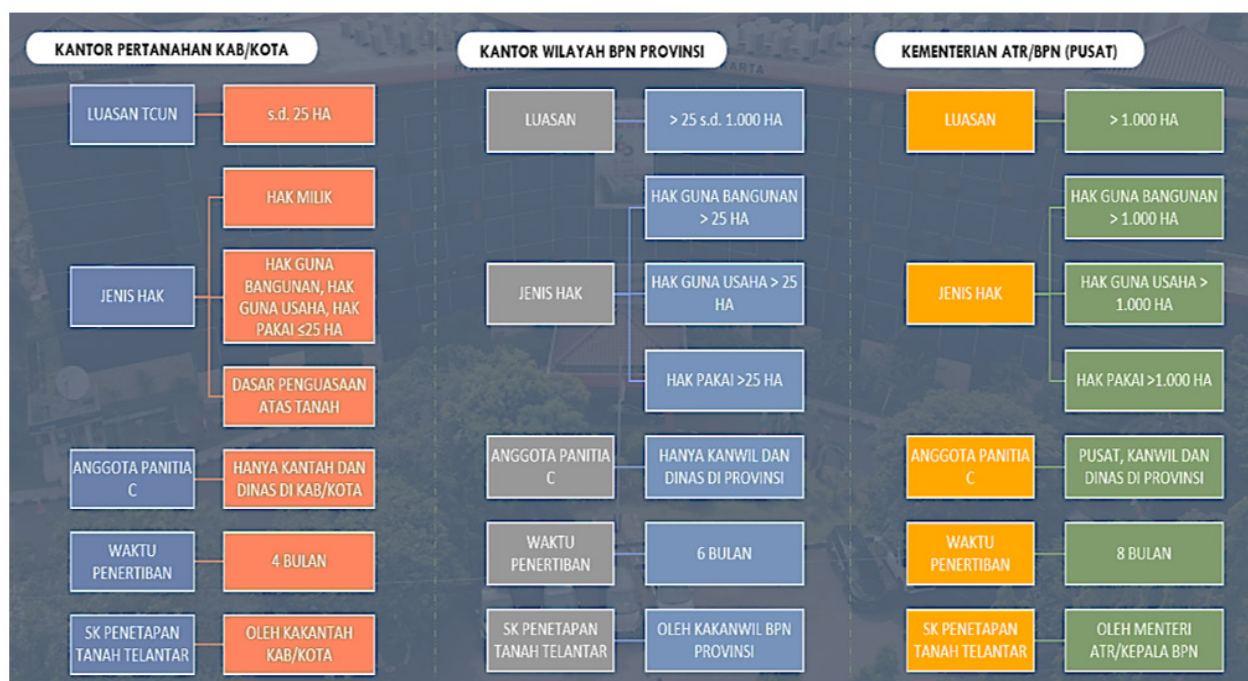 KANTOR PERTANAHAN KAB/KOTA
LUASAN TCUN
s.d. 25 HA
JENIS HAK
HAK MILIK
HAK GUNA
BANGUNAN, HAK
GUNA USAHA, HAK
PAKAI ≤25 HA
DASAR PENGUASAAN
ATAS TANAH
ANGGOTA PANITIA
C
HANYA KANTAH DAN
DINAS DI KAB/KOTA
WAKTU
PENERTIBAN
4 BULAN
SK PENETAPAN
TANAH TELANTAR
OLEH KAKANTAH
KAB/KOTA
KANTOR WILAYAH BPN PROVINSI
LUASAN
> 25 s.d. 1.000 HA
JENIS HAK
HAK GUNA BANGUNAN
> 25 HA
HAK GUNA USAHA > 25
HA
HAK PAKAI >25 HA
ANGGOTA PANITIA
C
HANYA KANWIL DAN
DINAS DI PROVINSI
WAKTU
PENERTIBAN
6 BULAN
SK PENETAPAN
TANAH TELANTAR
OLEH KAKANWIL BPN
PROVINSI
KEMENTERIAN ATR/BPN (PUSAT)
LUASAN
> 1.000 HA
JENIS HAK
HAK GUNA BANGUNAN
> 1.000 HA
HAK GUNA USAHA >
1.000 HA
HAK PAKAI >1.000 HA
ANGGOTA PANITIA
C
PUSAT, KANWIL DAN
DINAS DI PROVINSI
WAKTU
PENERTIBAN
8 BULAN
SK PENETAPAN
TANAH TELANTAR
OLEH MENTERI
ATR/KEPALA BPN